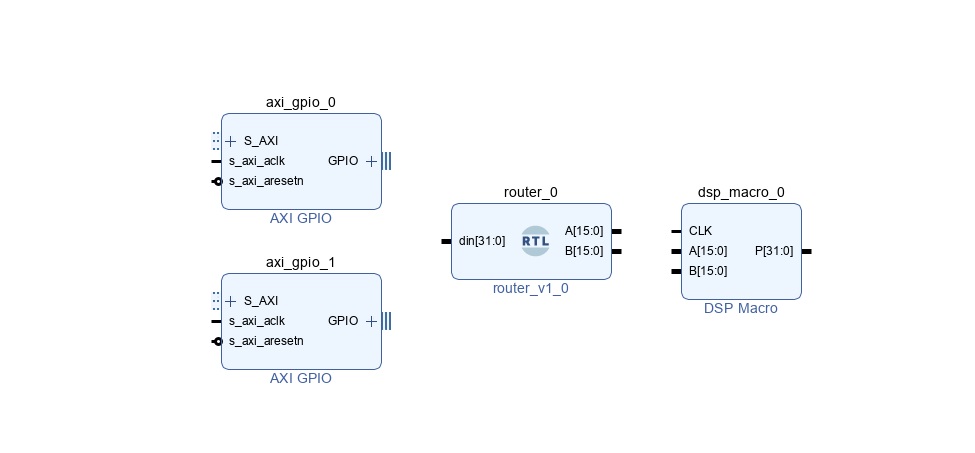 axi_gpio_0
S_AXI
s_axi_aclk
GPIO
s_axi_aresetn
AXI GPIO
axi_gpio_1
S_AXI
s_axi_aclk
GPIO
s_axi_aresetn
AXI GPIO
router_0
din[31:0]
RTL
A[15:0]
B[15:0]
router_v1_0
dsp_macro_0
CLK
A[15:0]
P[31:0]
B[15:0]
DSP Macro